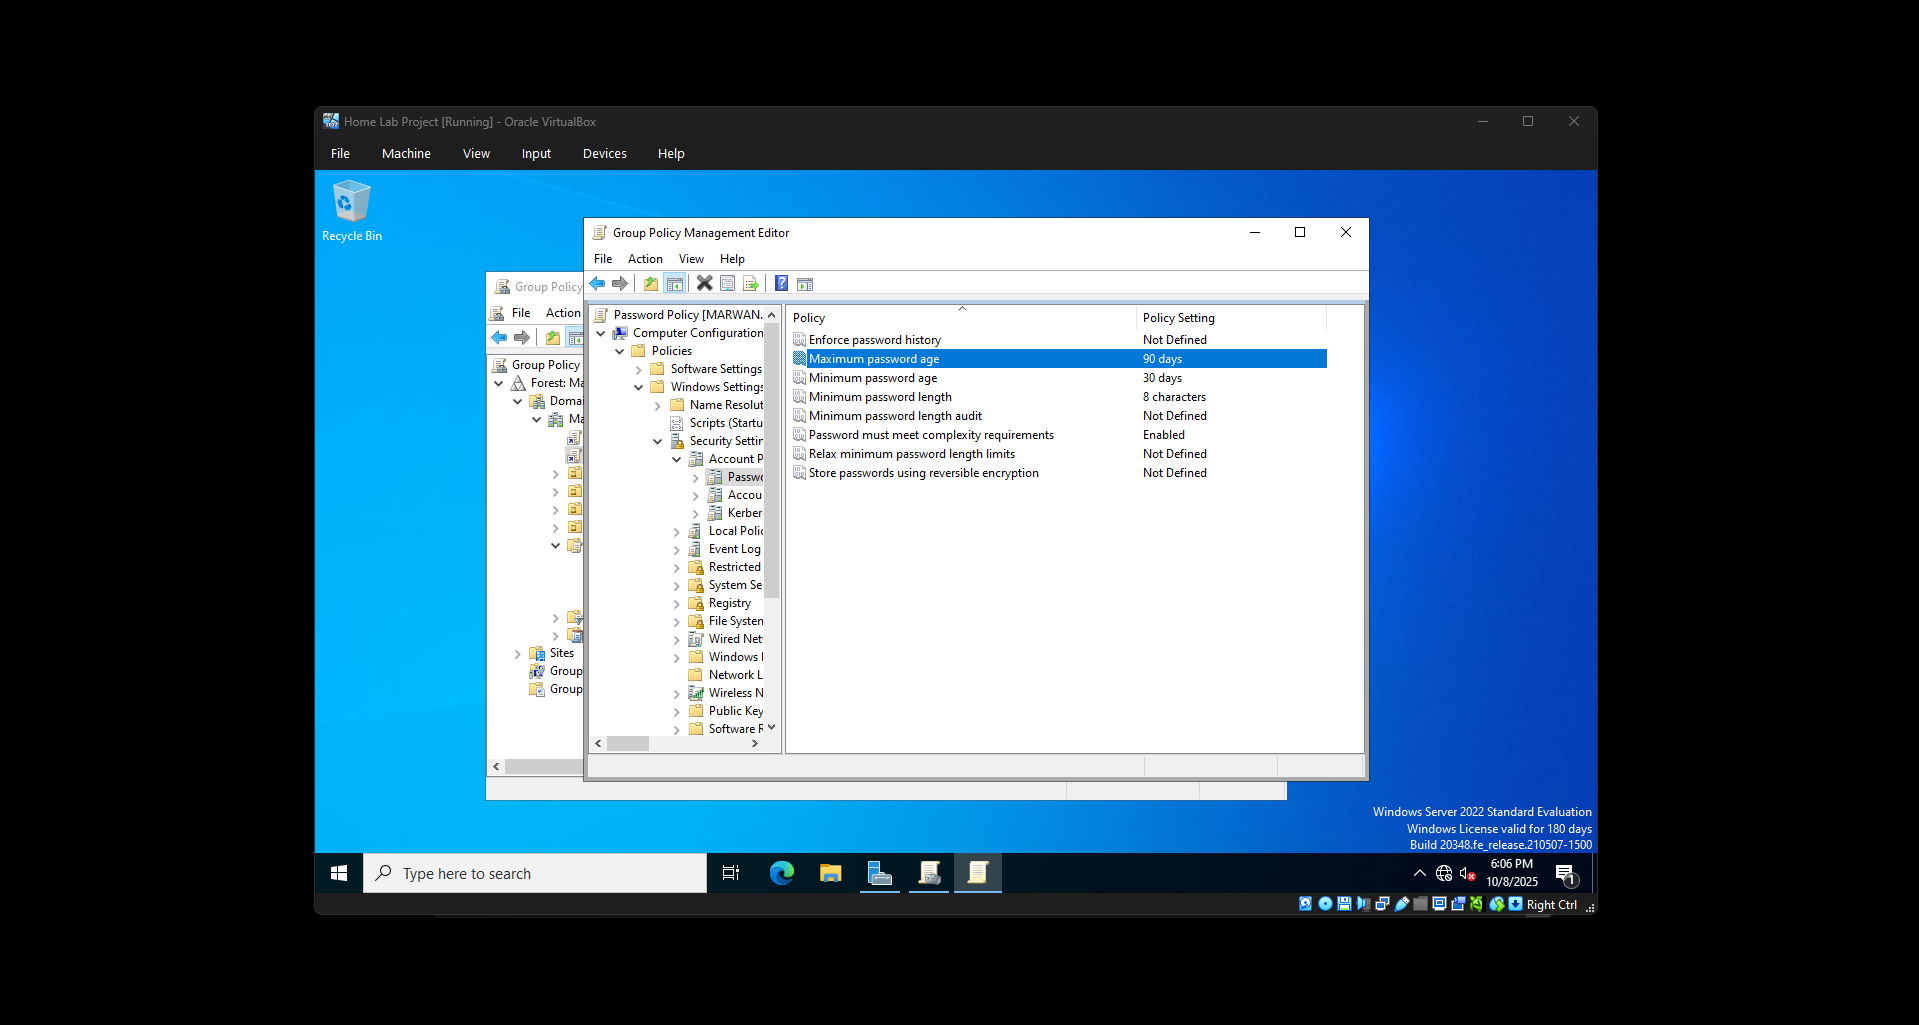 Home Lab Project [Running] - Oracle VirtualBox
File Machine View Input Devices Help
Recycle Bin
Group Policy Management Editor
File Action View Help
Group Policy
File Action
Group Policy
Forest: Ma
Domai
Ma
Sites
Group
Group
Password Policy [MARWAN.
Computer Configuration
Policies
Software Settings
Windows Settings
Name Resolut
Scripts (Startu
Security Settin
Account P
Passwo
Accou
Kerber
Local Polic
Event Log
Restricted
System Se
Registry
File System
Wired Net
Windows
Network L
Wireless N
Public Key
Software R
Policy Policy Setting
Enforce password history Not Defined
Maximum password age 90 days
Minimum password age 30 days
Minimum password length 8 characters
Minimum password length audit Not Defined
Password must meet complexity requirements Enabled
Relax minimum password length limits Not Defined
Store passwords using reversible encryption Not Defined
Windows Server 2022 Standard Evaluation
Windows License valid for 180 days
Build 20348.fe_release.210507-1500
Type here to search
6:06 PM
10/8/2025
1
Right Ctrl